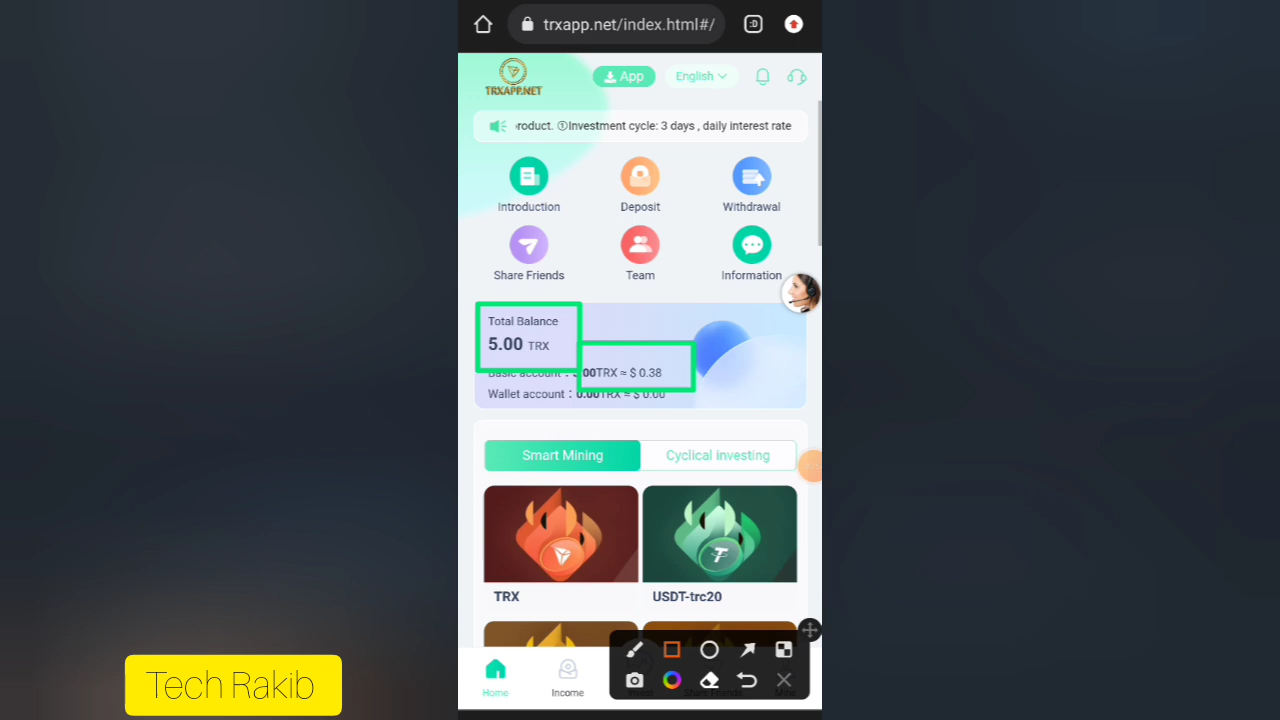 trxapp.net/index.html#/
:D
TRXAPP.NET
App
English
roduct. ①Investment cycle: 3 days , daily interest rate
Introduction
Deposit
Withdrawal
Share Friends
Team
Information
Total Balance
5.00 TRX
Basic account : 5.00TRX ≈ $ 0.38
Wallet account : 0.00TRX ≈ $ 0.00
Smart Mining
Cyclical investing
TRX
USDT-trc20
Home
Income
Tech Rakib